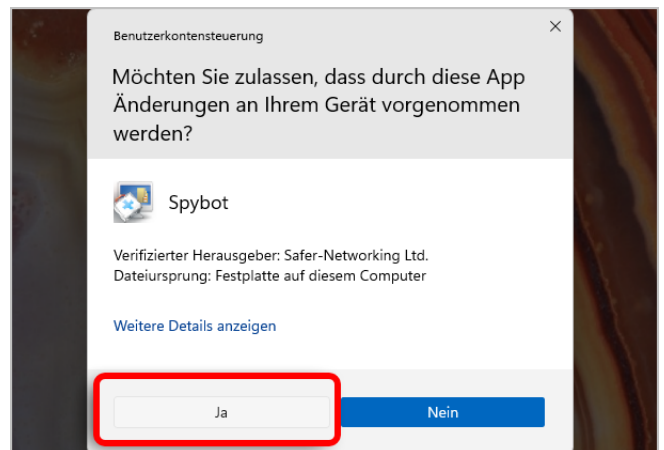 Benutzerkontensteuerung
Möchten Sie zulassen, dass durch diese App
Änderungen an Ihrem Gerät vorgenommen
werden?
Spybot
Verifizierter Herausgeber: Safer-Networking Ltd.
Dateiursprung: Festplatte auf diesem Computer
Weitere Details anzeigen
Ja Nein